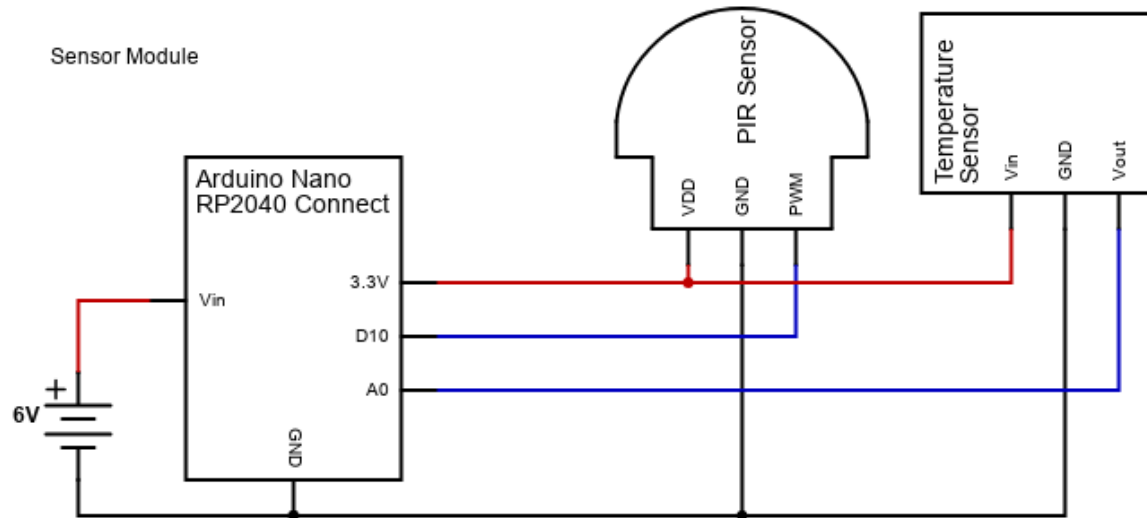 Sensor Module
Arduino Nano
RP2040 Connect
Vin
3.3V
D10
A0
GND
+
6V
PIR Sensor
VDD
GND
PWM
Temperature
Sensor
Vin
GND
Vout